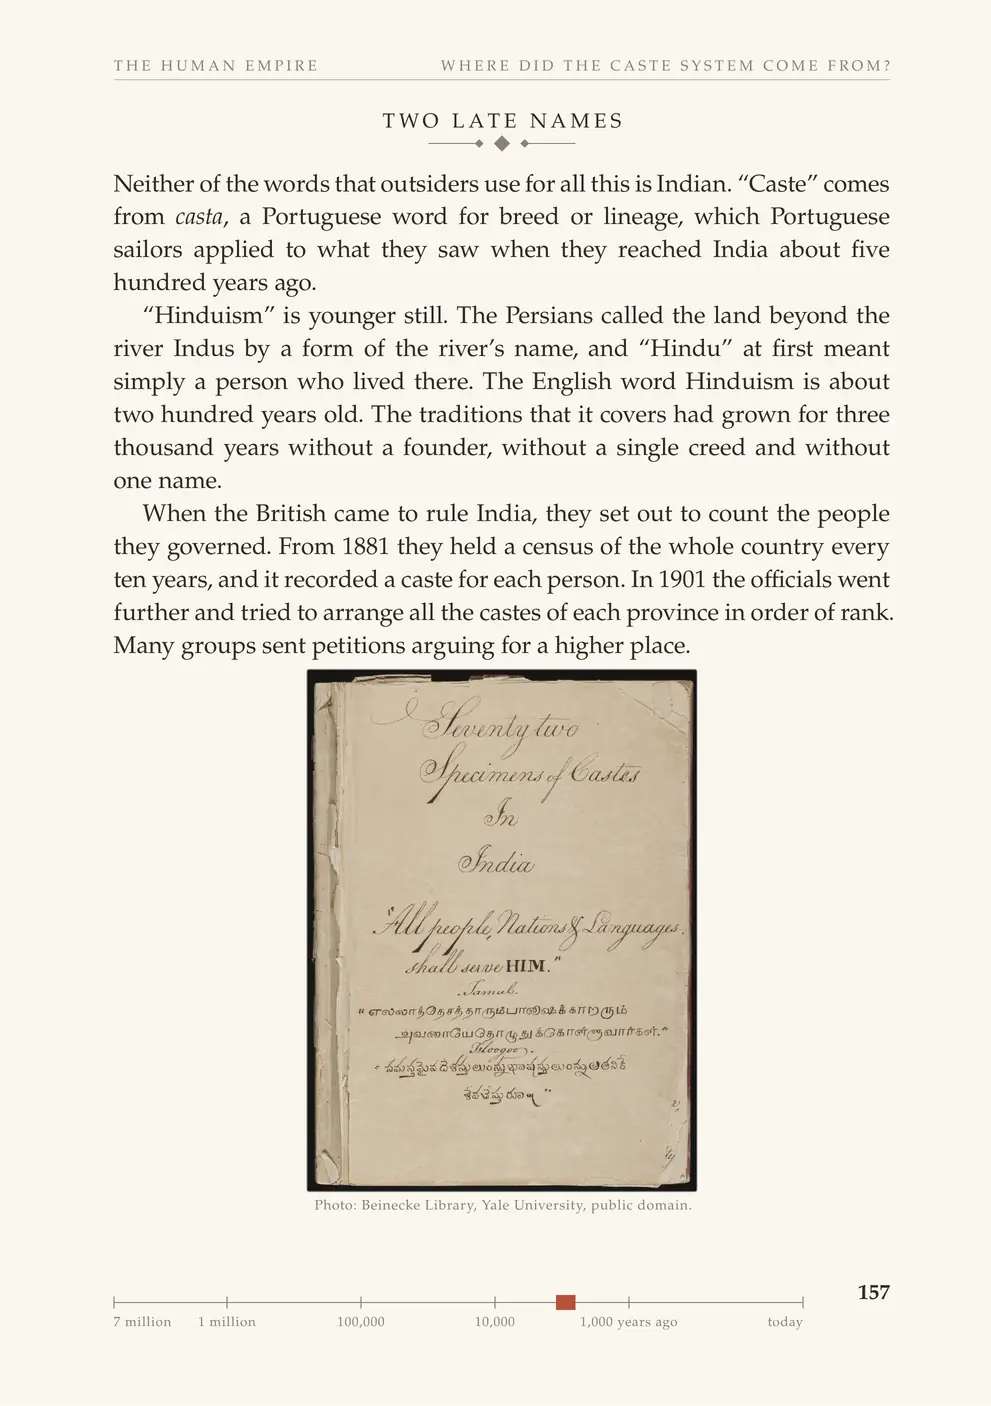 THE HUMAN EMPIRE
WHERE DID THE CASTE SYSTEM COME FROM?
TWO LATE NAMES
Neither of the words that outsiders use for all this is Indian. “Caste” comes
from casta, a Portuguese word for breed or lineage, which Portuguese
sailors applied to what they saw when they reached India about five
hundred years ago.
“Hinduism” is younger still. The Persians called the land beyond the
river Indus by a form of the river’s name, and “Hindu” at first meant
simply a person who lived there. The English word Hinduism is about
two hundred years old. The traditions that it covers had grown for three
thousand years without a founder, without a single creed and without
one name.
When the British came to rule India, they set out to count the people
they governed. From 1881 they held a census of the whole country every
ten years, and it recorded a caste for each person. In 1901 the officials went
further and tried to arrange all the castes of each province in order of rank.
Many groups sent petitions arguing for a higher place.
Seventy two
Specimens of Castes
In
India
"All people, Nations & Languages
shall serve HIM."
Tamul.
"எல்லாத்தேசத்தாரும்பாஷைக்காறரும்
அவனையேதொழுதுக்கொள்ளுவார்கள்."
Teloogoo.
Photo: Beinecke Library, Yale University, public domain.
157
7 million
1 million
100,000
10,000
1,000 years ago
today